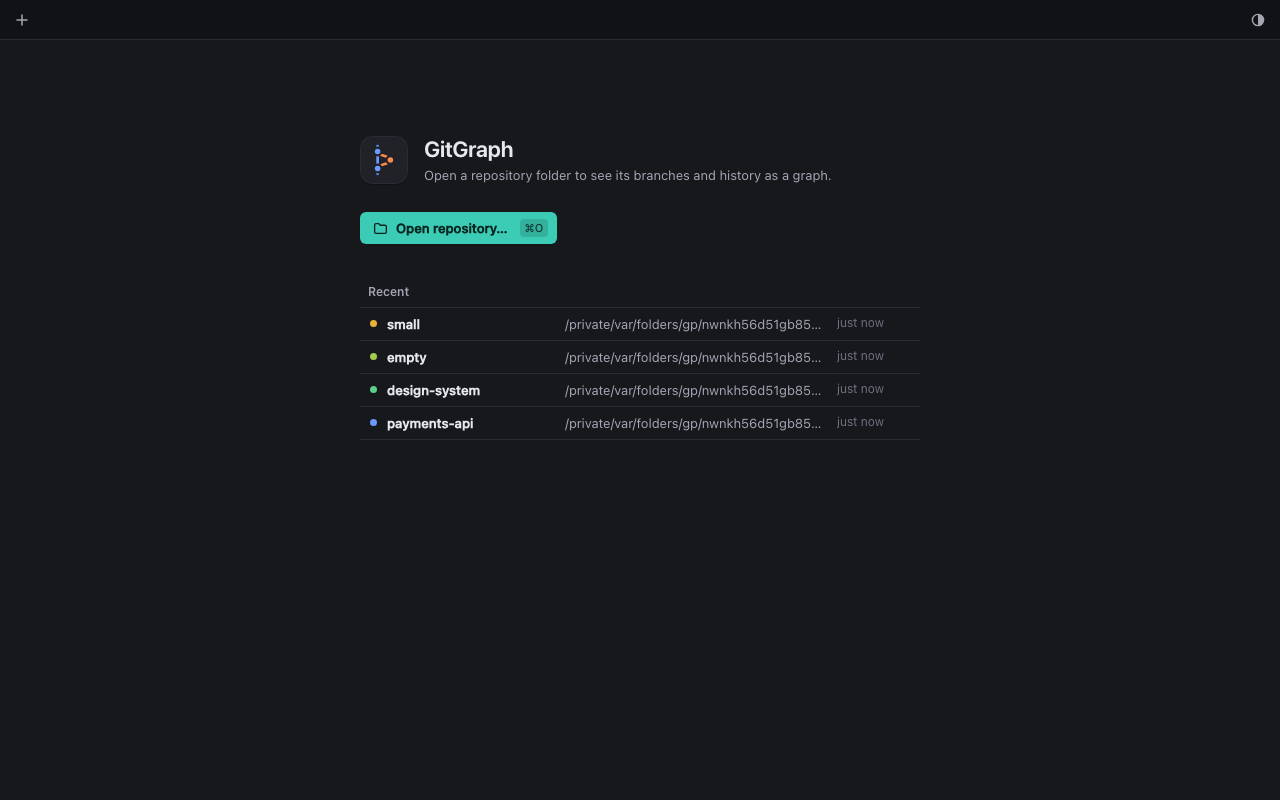 GitGraph
Open a repository folder to see its branches and history as a graph.
Open repository... ⌘O
Recent
small /private/var/folders/gp/nwnkh56d51gb85... just now
empty /private/var/folders/gp/nwnkh56d51gb85... just now
design-system /private/var/folders/gp/nwnkh56d51gb85... just now
payments-api /private/var/folders/gp/nwnkh56d51gb85... just now